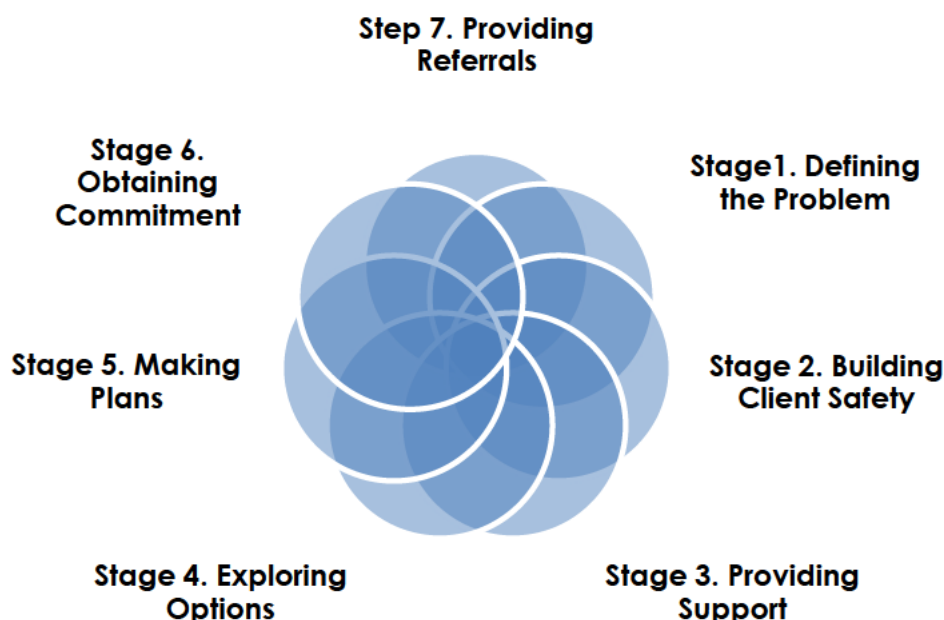 Step 7. Providing
Referrals
Stage1. Defining
the Problem
Stage 2. Building
Client Safety
Stage 3. Providing
Support
Stage 4. Exploring
Options
Stage 5. Making
Plans
Stage 6.
Obtaining
Commitment